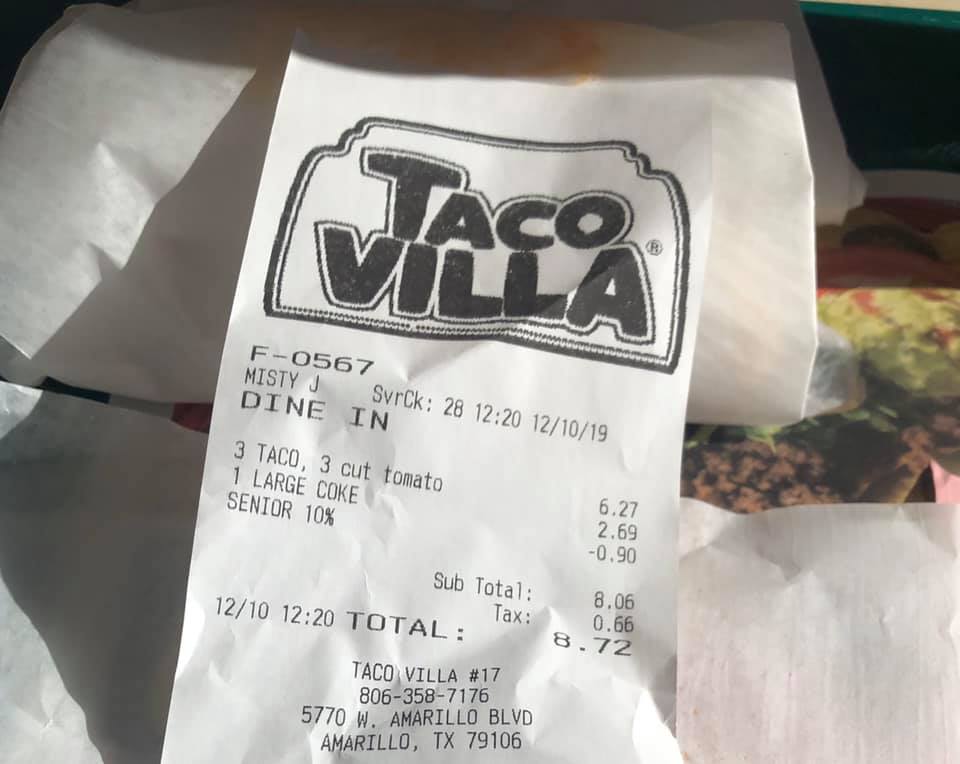 TACO
VILLA®
F-0567
MISTY J SvrCk: 28 12:20 12/10/19
DINE IN
3 TACO, 3 cut tomato 6.27
1 LARGE COKE 2.69
SENIOR 10% -0.90
Sub Total: 8.06
Tax: 0.66
12/10 12:20 TOTAL: 8.72
TACO VILLA #17
806-358-7176
5770 W. AMARILLO BLVD
AMARILLO, TX 79106